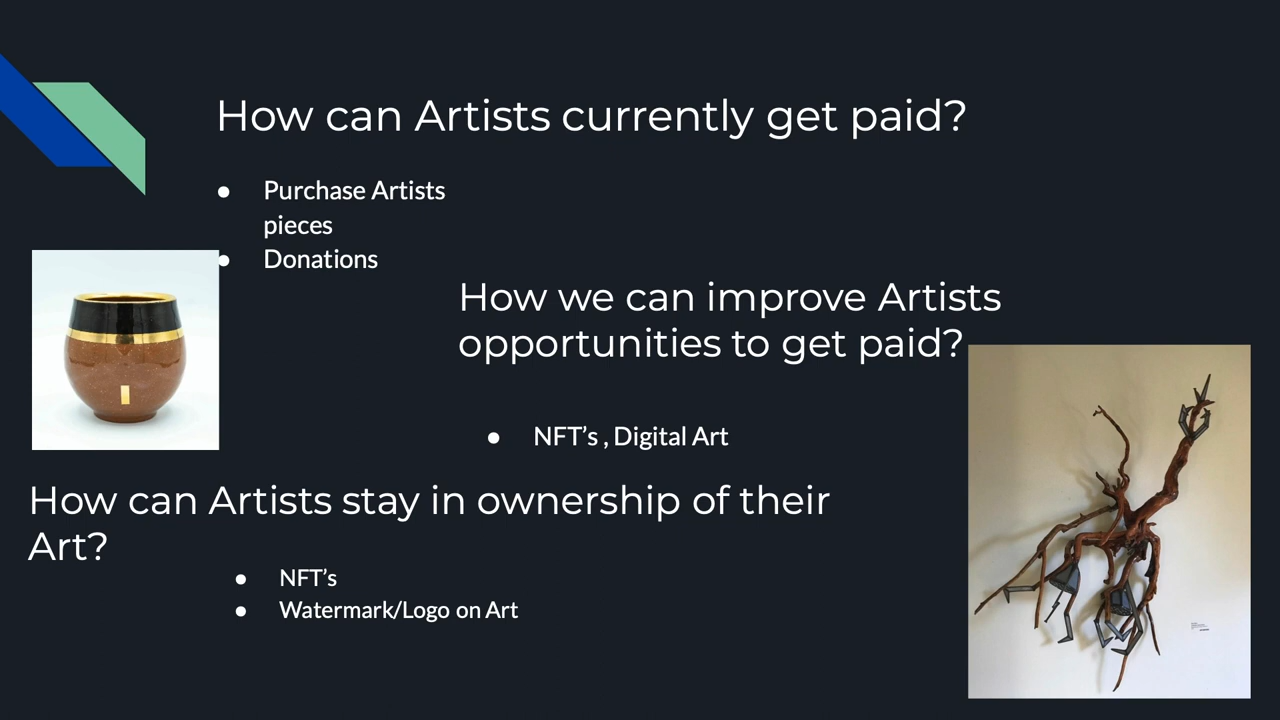 How can Artists currently get paid?
● Purchase Artists
pieces
● Donations
How we can improve Artists
opportunities to get paid?
● NFT’s , Digital Art
How can Artists stay in ownership of their
Art?
● NFT’s
● Watermark/Logo on Art